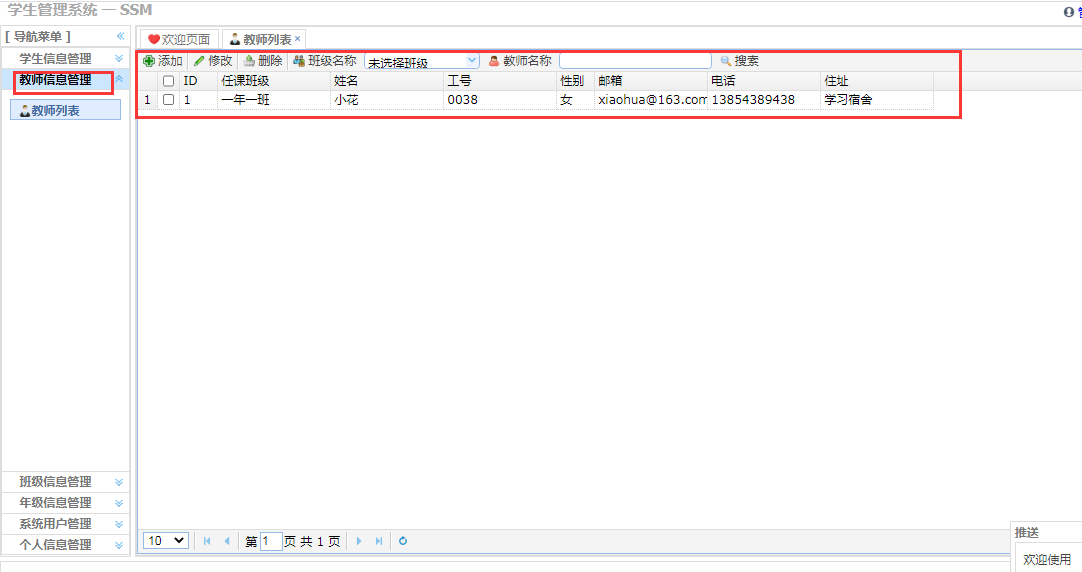 学生管理系统 — SSM
[ 导航菜单 ]
学生信息管理
教师信息管理
教师列表
班级信息管理
年级信息管理
系统用户管理
个人信息管理
欢迎页面 教师列表
添加 修改 删除 班级名称 未选择班级 教师名称 搜索
ID 任课班级 姓名 工号 性别 邮箱 电话 住址
1 1 一年一班 小花 0038 女 xiaohua@163.com 13854389438 学习宿舍
10 第 1 页 共 1 页
推送
欢迎使用